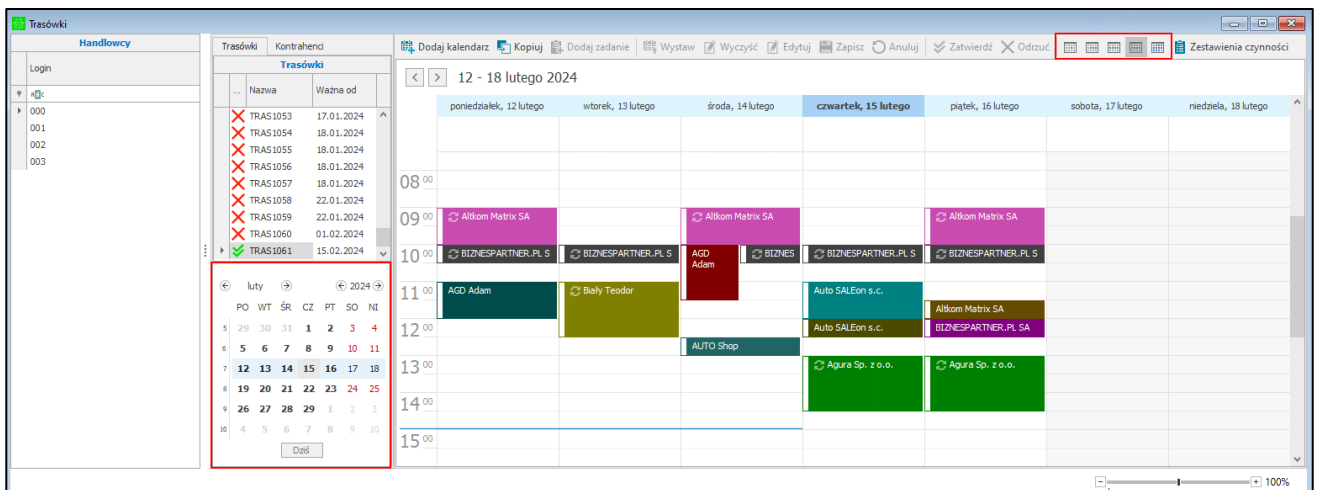 Trasówki
Handlowcy
Login
000
001
002
003
Trasówki Kontrahenci
Trasówki
... Nazwa Ważna od
TRAS1053 17.01.2024
TRAS1054 18.01.2024
TRAS1055 18.01.2024
TRAS1056 18.01.2024
TRAS1057 18.01.2024
TRAS1058 22.01.2024
TRAS1059 22.01.2024
TRAS1060 01.02.2024
TRAS1061 15.02.2024
luty 2024
PO WT ŚR CZ PT SO NI
5 29 30 31 1 2 3 4
6 5 6 7 8 9 10 11
7 12 13 14 15 16 17 18
8 19 20 21 22 23 24 25
9 26 27 28 29 1 2 3
10 4 5 6 7 8 9 10
Dziś
Dodaj kalendarz Kopiuj Dodaj zadanie Wystaw Wyczyść Edytuj Zapisz Anuluj Zatwierdź Odrzuć Zestawienia czynności
12 - 18 lutego 2024
poniedziałek, 12 lutego wtorek, 13 lutego środa, 14 lutego czwartek, 15 lutego piątek, 16 lutego sobota, 17 lutego niedziela, 18 lutego
08 00
09 00 Altkom Matrix SA Altkom Matrix SA Altkom Matrix SA
10 00 BIZNESPARTNER.PL S BIZNESPARTNER.PL S AGD Adam BIZNES BIZNESPARTNER.PL S BIZNESPARTNER.PL S
11 00 AGD Adam Biały Teodor Auto SALEon s.c.
Altkom Matrix SA
12 00 Auto SALEon s.c. BIZNESPARTNER.PL SA
AUTO Shop
13 00 Agura Sp. z o.o. Agura Sp. z o.o.
14 00
15 00
100%